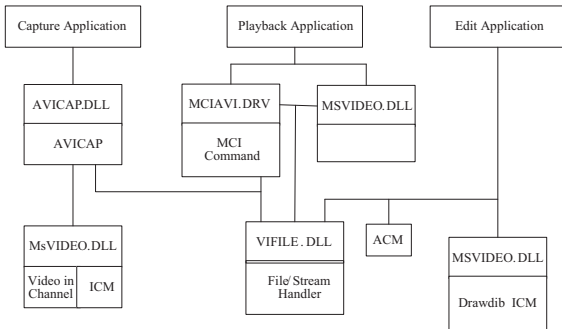 Capture Application
Playback Application
Edit Application
AVICAP.DLL
AVICAP
MCIAVI.DRV
MCI
Command
MSVIDEO.DLL
MsVIDEO.DLL
Video in
Channel
ICM
VIFILE.DLL
File/Stream
Handler
ACM
MSVIDEO.DLL
Drawdib ICM